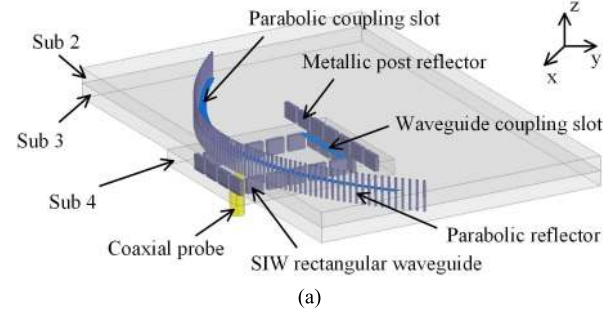 Parabolic coupling slot
z
Sub 2
Metallic post reflector
y
x
Sub 3
Waveguide coupling slot
Sub 4
Parabolic reflector
Coaxial probe
SIW rectangular waveguide
(a)